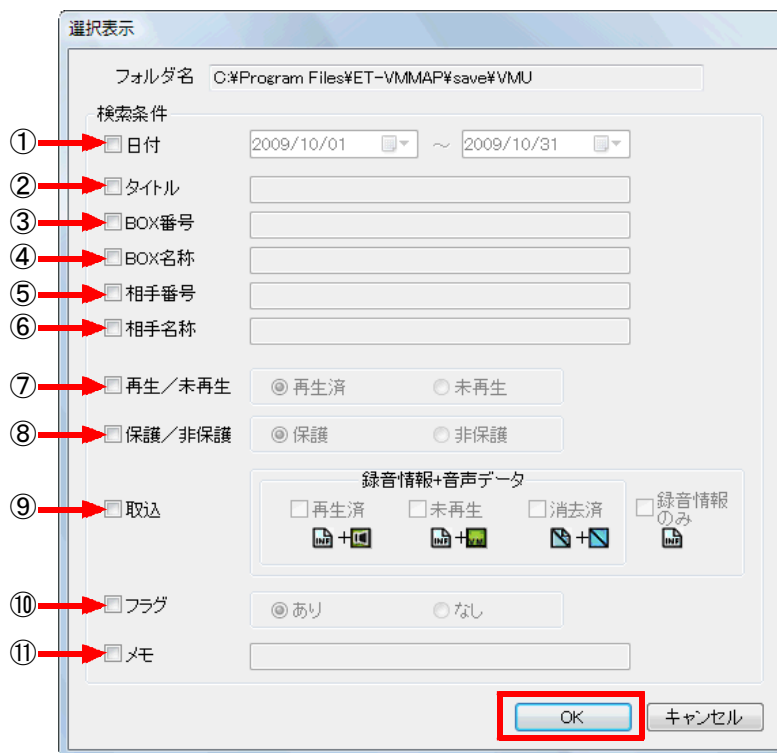 選択表示
フォルダ名 C:¥Program Files¥ET-VMMAP¥save¥VMU
検索条件
① 日付 2009/10/01 ～ 2009/10/31
② タイトル
③ BOX番号
④ BOX名称
⑤ 相手番号
⑥ 相手名称
⑦ 再生／未再生 再生済 未再生
⑧ 保護／非保護 保護 非保護
録音情報+音声データ
⑨ 取込 再生済 未再生 消去済 録音情報
のみ
INF + INF + VM + INF
⑩ フラグ あり なし
⑪ メモ
OK キャンセル